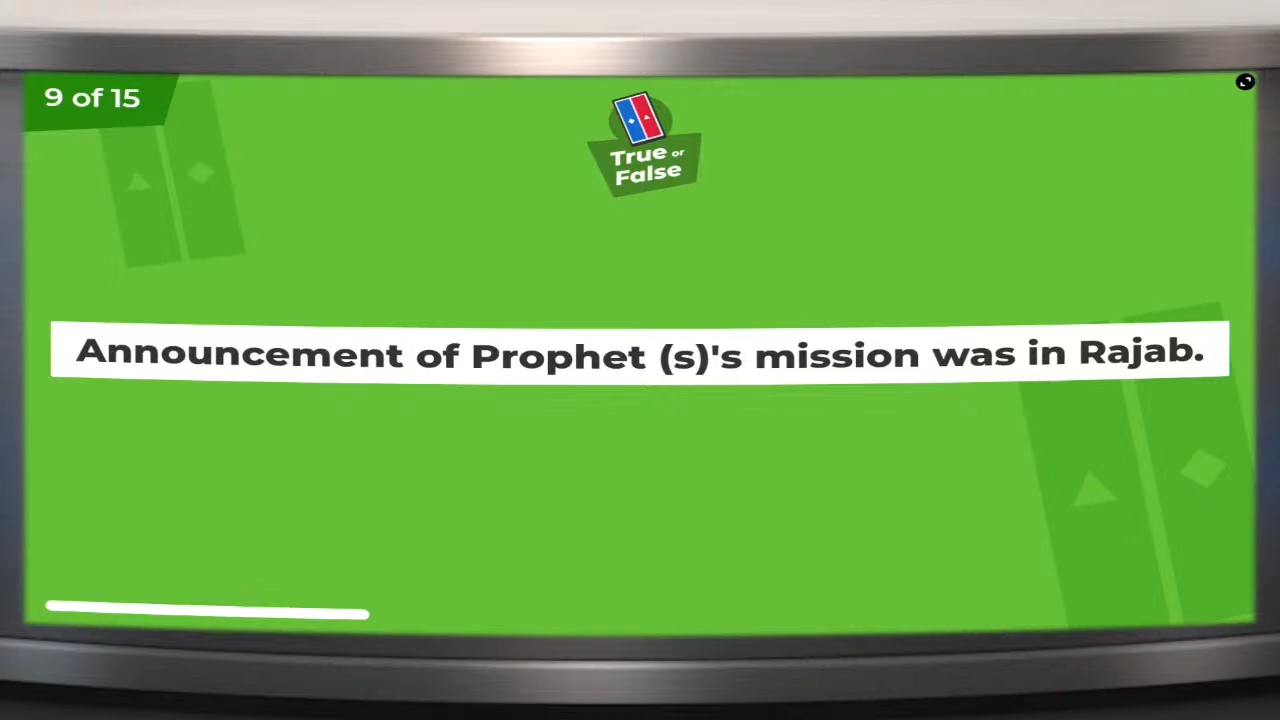 9 of 15
True or
False
Announcement of Prophet (s)'s mission was in Rajab.